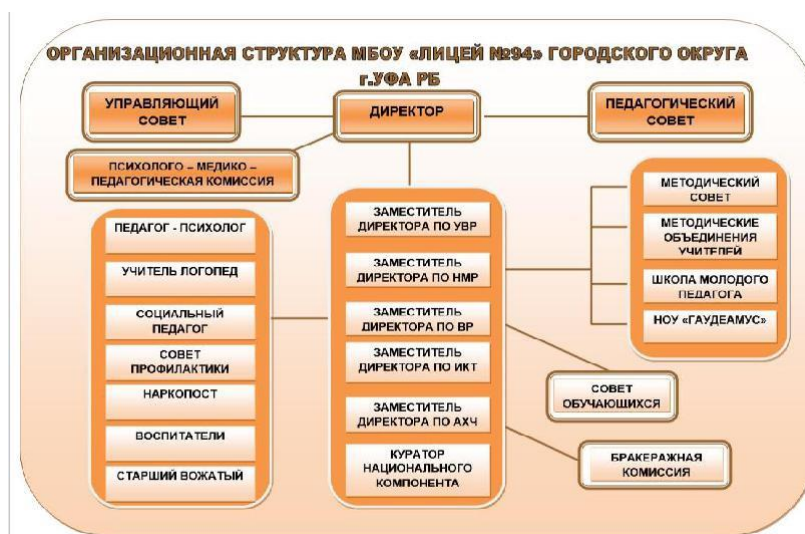 ОРГАНИЗАЦИОННАЯ СТРУКТУРА МБОУ «ЛИЦЕЙ №94» ГОРОДСКОГО ОКРУГА
г.УФА РБ
УПРАВЛЯЮЩИЙ
СОВЕТ
ДИРЕКТОР
ПЕДАГОГИЧЕСКИЙ
СОВЕТ
ПСИХОЛОГО – МЕДИКО –
ПЕДАГОГИЧЕСКАЯ КОМИССИЯ
ПЕДАГОГ - ПСИХОЛОГ
УЧИТЕЛЬ ЛОГОПЕД
СОЦИАЛЬНЫЙ
ПЕДАГОГ
СОВЕТ
ПРОФИЛАКТИКИ
НАРКОПОСТ
ВОСПИТАТЕЛИ
СТАРШИЙ ВОЖАТЫЙ
ЗАМЕСТИТЕЛЬ
ДИРЕКТОРА ПО УВР
ЗАМЕСТИТЕЛЬ
ДИРЕКТОРА ПО НМР
ЗАМЕСТИТЕЛЬ
ДИРЕКТОРА ПО ВР
ЗАМЕСТИТЕЛЬ
ДИРЕКТОРА ПО ИКТ
ЗАМЕСТИТЕЛЬ
ДИРЕКТОРА ПО АХЧ
КУРАТОР
НАЦИОНАЛЬНОГО
КОМПОНЕНТА
МЕТОДИЧЕСКИЙ
СОВЕТ
МЕТОДИЧЕСКИЕ
ОБЪЕДИНЕНИЯ
УЧИТЕЛЕЙ
ШКОЛА МОЛОДОГО
ПЕДАГОГА
НОУ «ГАУДЕАМУС»
СОВЕТ
ОБУЧАЮЩИХСЯ
БРАКЕРАЖНАЯ
КОМИССИЯ